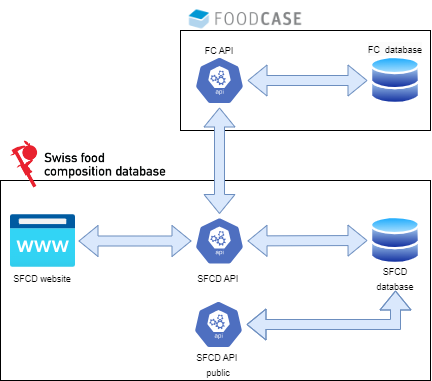 FOODCASE
FC API
FC database
api
Swiss food
composition database
WWW
api
SFCD website
SFCD API
SFCD
database
api
SFCD API
public